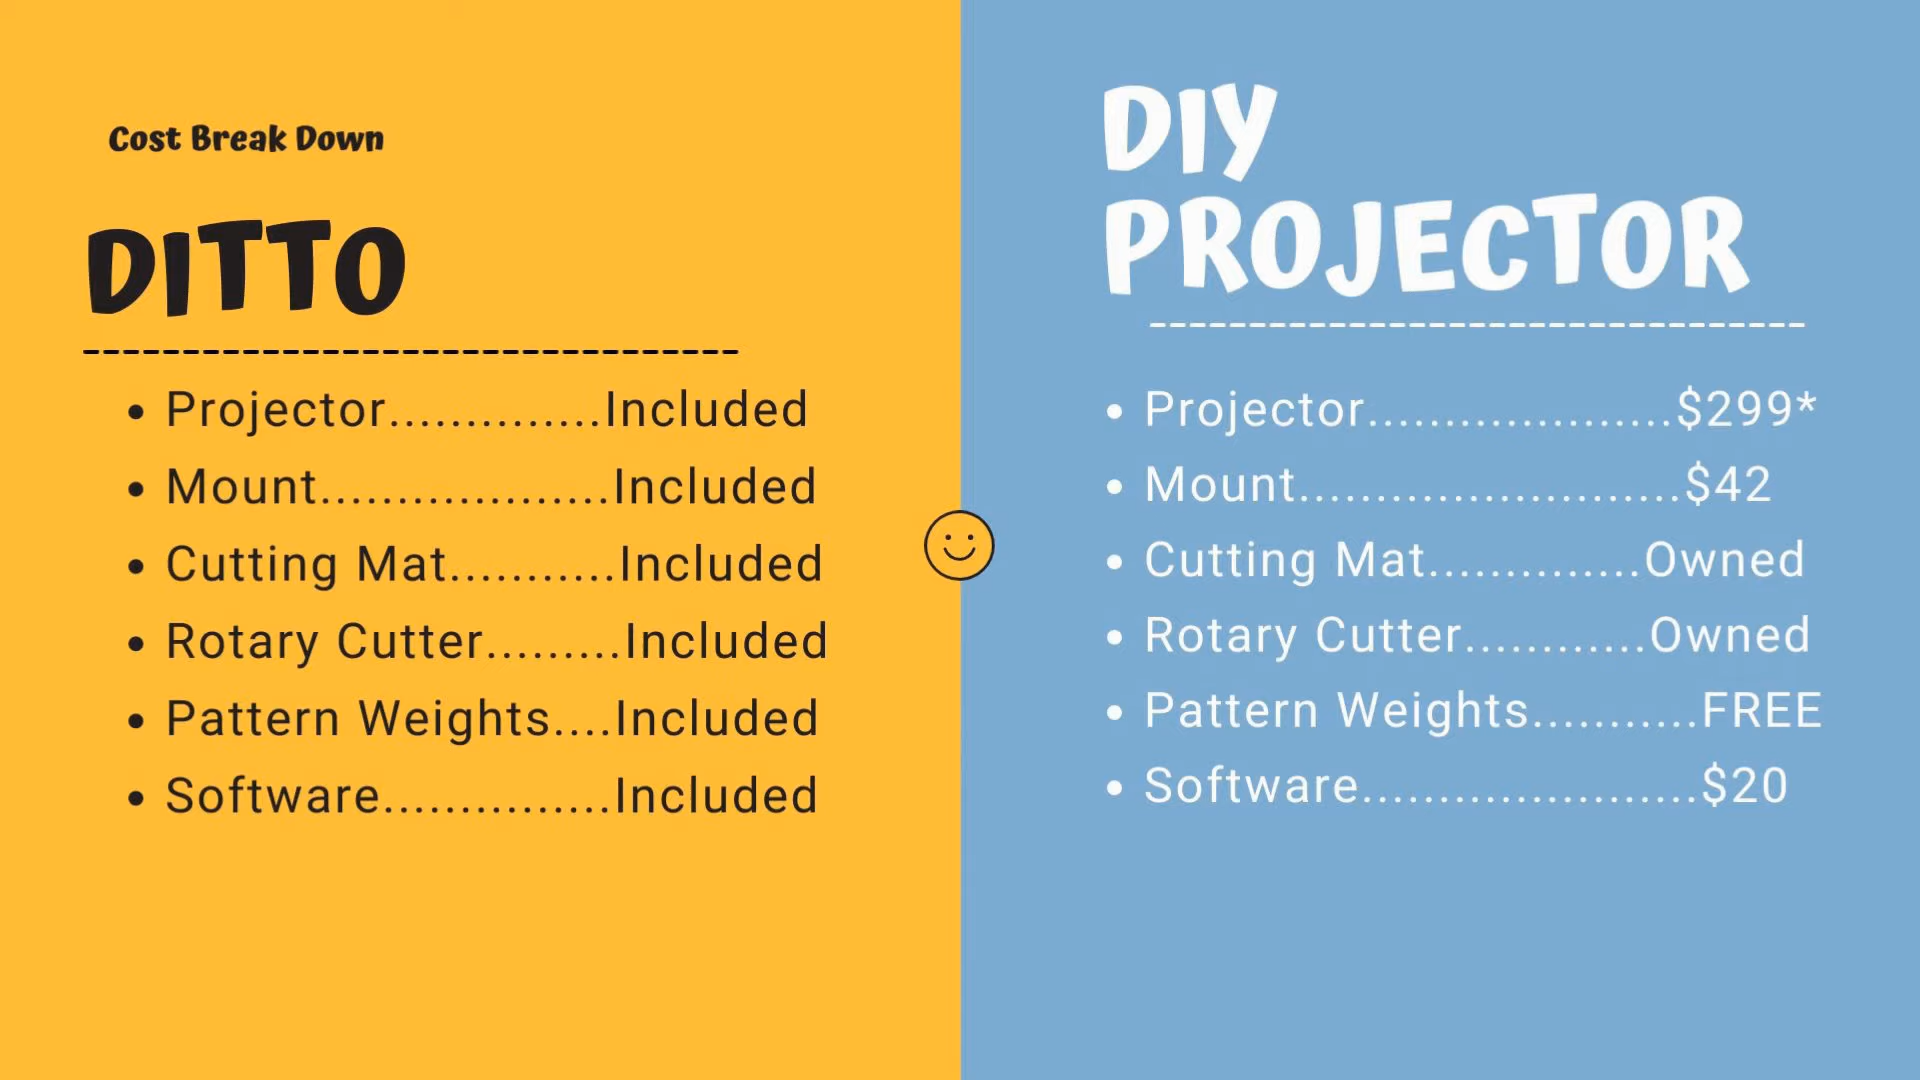 Cost Break Down
DITTO
• Projector..............Included
• Mount...................Included
• Cutting Mat...........Included
• Rotary Cutter.........Included
• Pattern Weights....Included
• Software...............Included
DIY
PROJECTOR
• Projector....................$299*
• Mount.........................$42
• Cutting Mat..............Owned
• Rotary Cutter............Owned
• Pattern Weights...........FREE
• Software......................$20